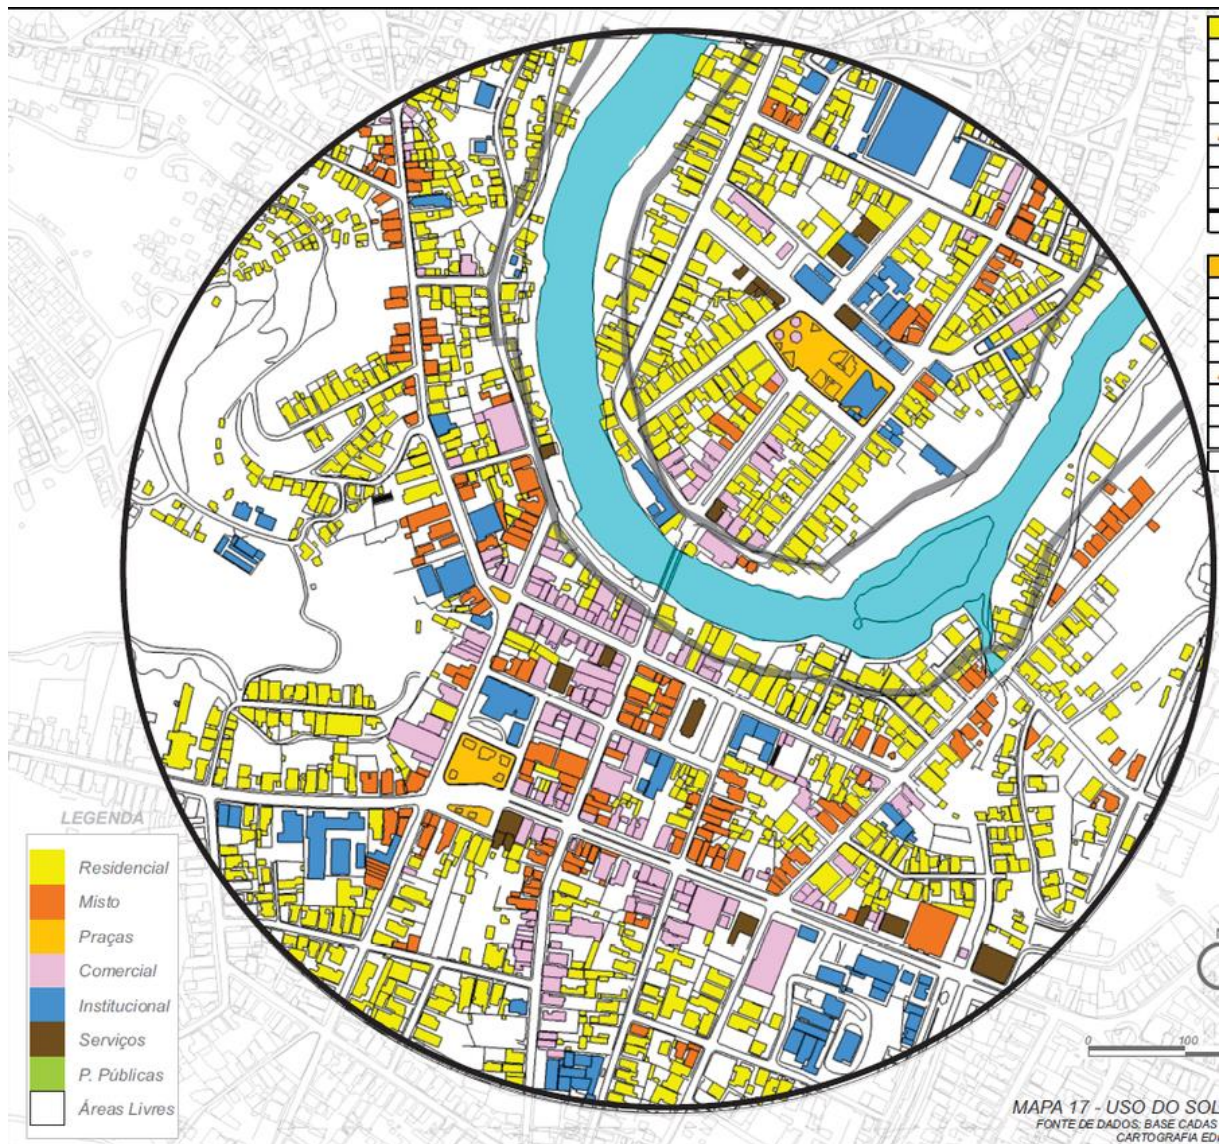 LEGENDA
Residencial
Misto
Praças
Comercial
Institucional
Serviços
P. Públicas
Áreas Livres
0 100
MAPA 17 - USO DO SOL
FONTE DE DADOS: BASE CADAS
CARTOGRAFIA ED